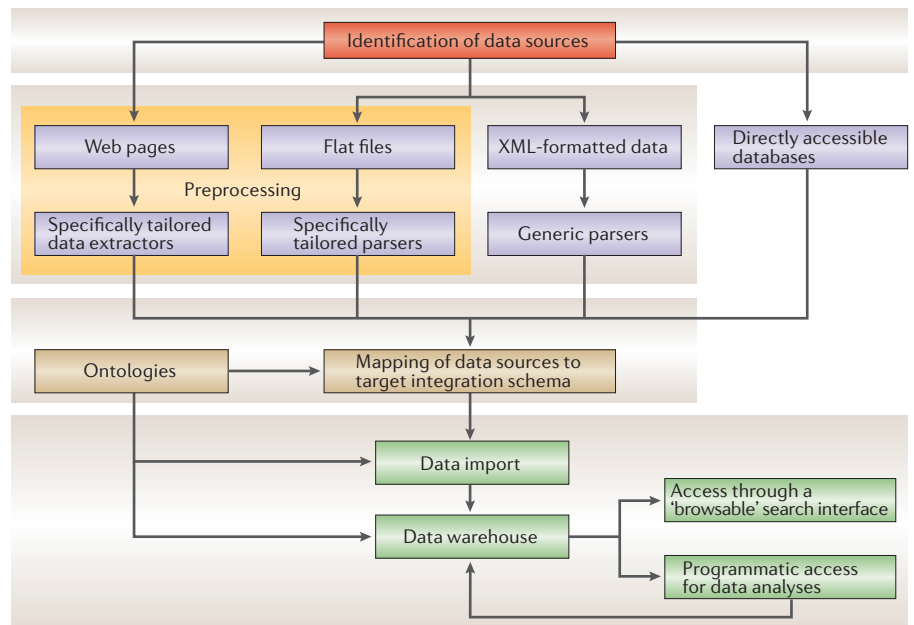 Identification of data sources
Web pages
Flat files
XML-formatted data
Directly accessible
databases
Preprocessing
Specifically tailored
data extractors
Specifically
tailored parsers
Generic parsers
Ontologies
Mapping of data sources to
target integration schema
Data import
Data warehouse
Access through a
‘browsable’ search interface
Programmatic access
for data analyses